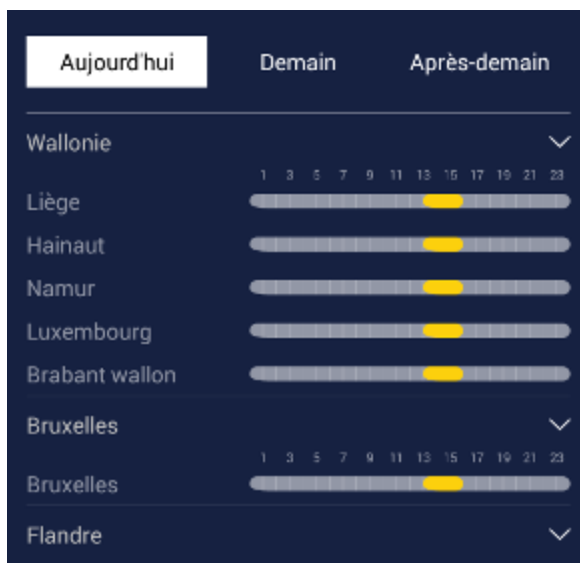 Aujourd'hui Demain Après-demain
Wallonie
1 3 5 7 9 11 13 15 17 19 21 23
Liège
Hainaut
Namur
Luxembourg
Brabant wallon
Bruxelles
1 3 5 7 9 11 13 15 17 19 21 23
Bruxelles
Flandre